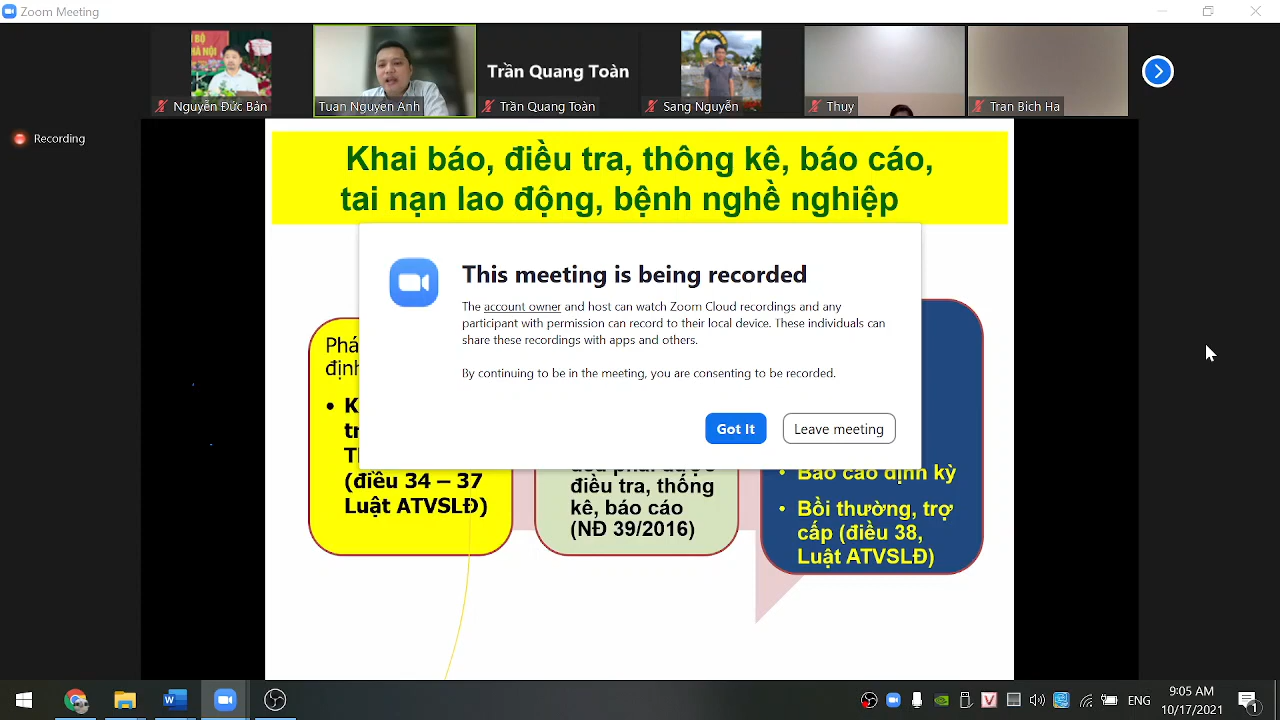 Zoom Meeting
Nguyễn Đức Bản
Tuan Nguyen Anh
Trần Quang Toàn
Trần Quang Toàn
Sang Nguyễn
Thuy
Tran Bich Ha
Recording
Khai báo, điều tra, thông kê, báo cáo,
tai nạn lao động, bệnh nghề nghiệp
This meeting is being recorded
The account owner and host can watch Zoom Cloud recordings and any
participant with permission can record to their local device. These individuals can
share these recordings with apps and others.
By continuing to be in the meeting, you are consenting to be recorded.
Got It
Leave meeting
(điều 34 – 37
Luật ATVSLĐ)
điều tra, thống
kê, báo cáo
(NĐ 39/2016)
• Báo cáo định kỳ
• Bồi thường, trợ
cấp (điều 38,
Luật ATVSLĐ)
ENG
9:05 AM
10/17/2021